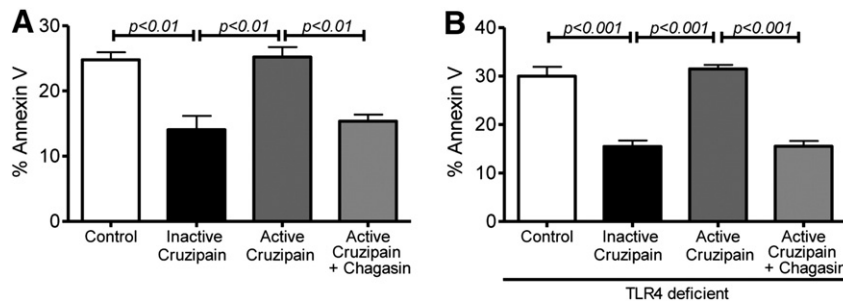 A
p<0.01 p<0.01 p<0.01
% Annexin V
30
20
10
0
Control
Inactive
Cruzipain
Active
Cruzipain
Active
Cruzipain
+ Chagasin
B
p<0.001 p<0.001 p<0.001
% Annexin V
40
30
20
10
0
Control
Inactive
Cruzipain
Active
Cruzipain
Active
Cruzipain
+ Chagasin
TLR4 deficient